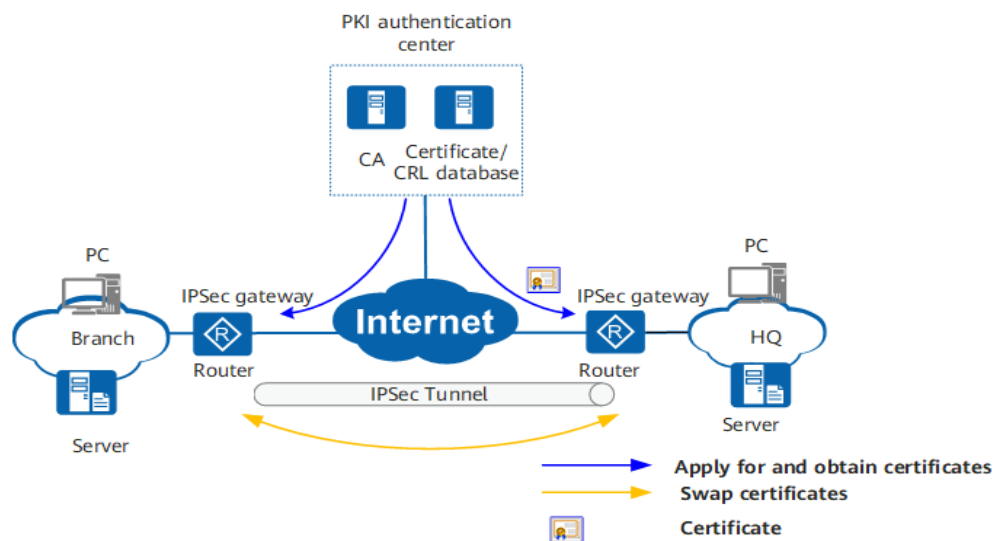 PKI authentication
center
CA
Certificate/
CRL database
PC
PC
IPSec gateway
IPSec gateway
Branch
R
Internet
R
HQ
Router
Router
IPSec Tunnel
Server
Server
Apply for and obtain certificates
Swap certificates
Certificate